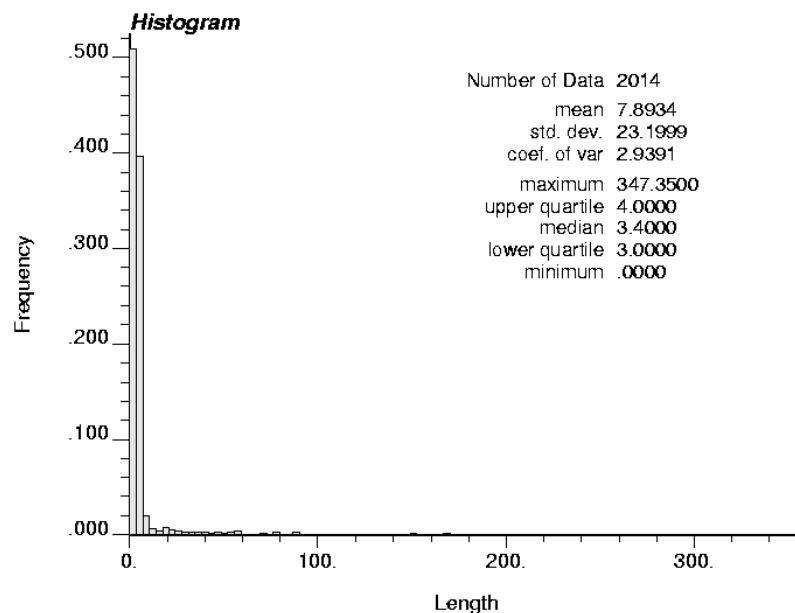 Histogram
.500
.400
.300
.200
.100
.000
Frequency
Number of Data 2014
mean 7.8934
std. dev. 23.1999
coef. of var 2.9391
maximum 347.3500
upper quartile 4.0000
median 3.4000
lower quartile 3.0000
minimum .0000
0. 100. 200. 300.
Length